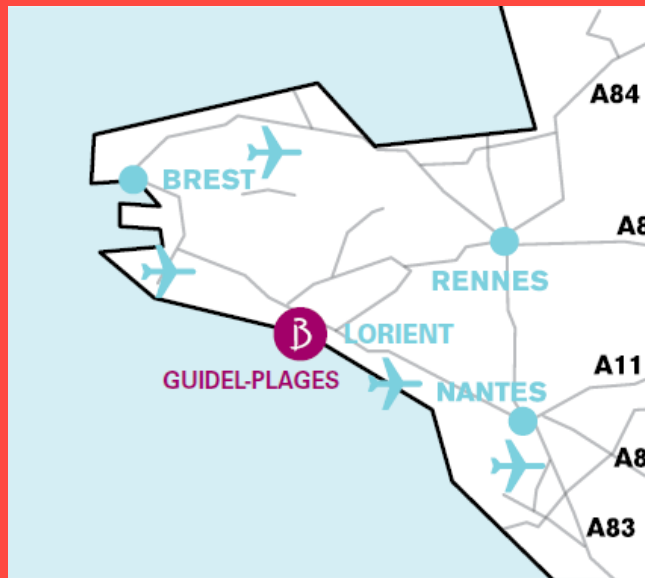 A84
BREST
A8
RENNES
B
LORIENT
GUIDEL-PLAGES
A11
NANTES
A8
A83